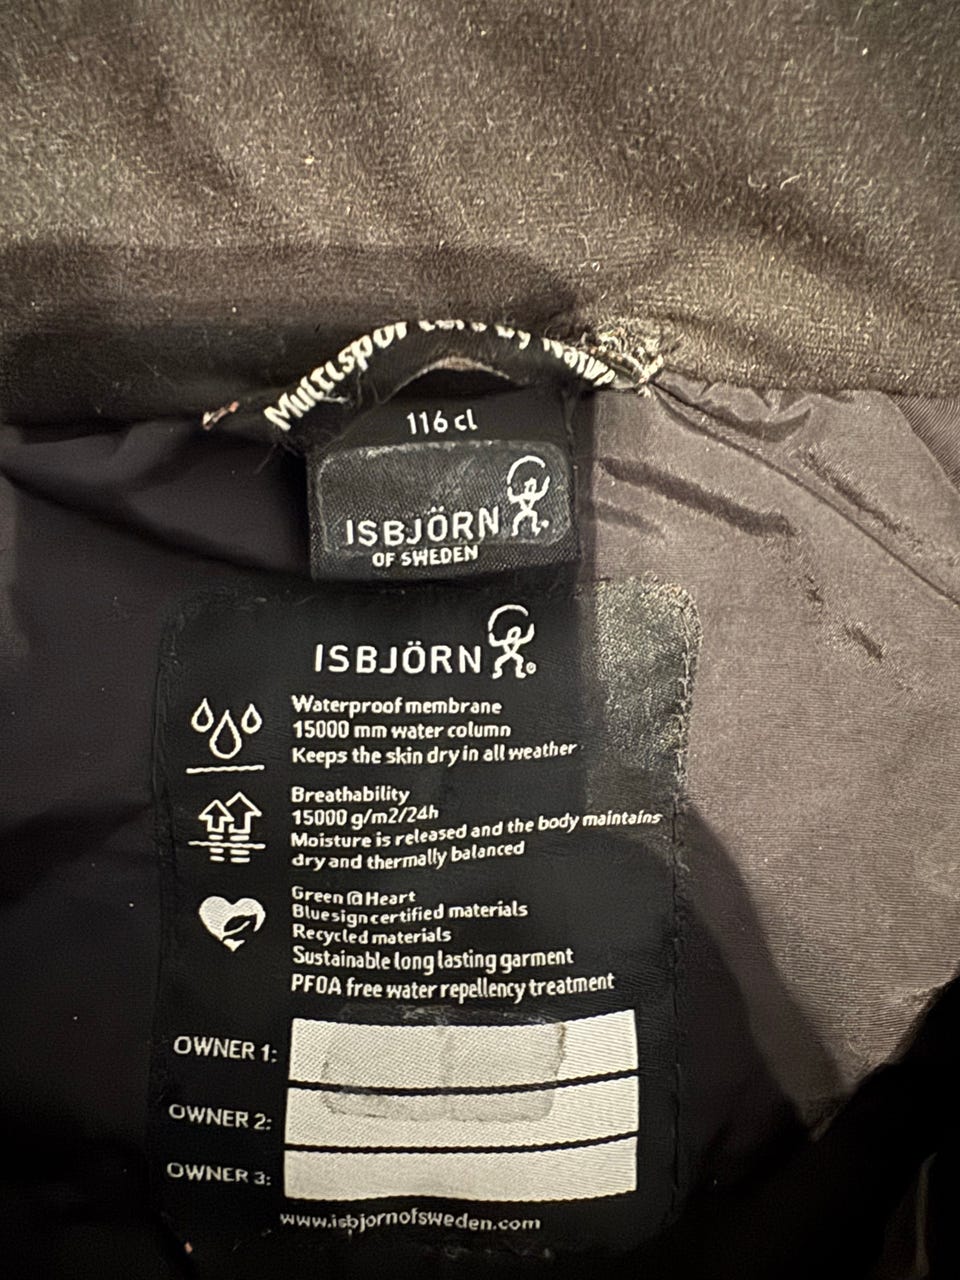 Multispor by Natur
116 cl
ISBJÖRN
OF SWEDEN
ISBJÖRN
Waterproof membrane
15000 mm water column
Keeps the skin dry in all weather
Breathability
15000 g/m2/24h
Moisture is released and the body maintains
dry and thermally balanced
Green @ Heart
Bluesign certified materials
Recycled materials
Sustainable long lasting garment
PFOA free water repellency treatment
OWNER 1:
OWNER 2:
OWNER 3:
www.isbjornofsweden.com